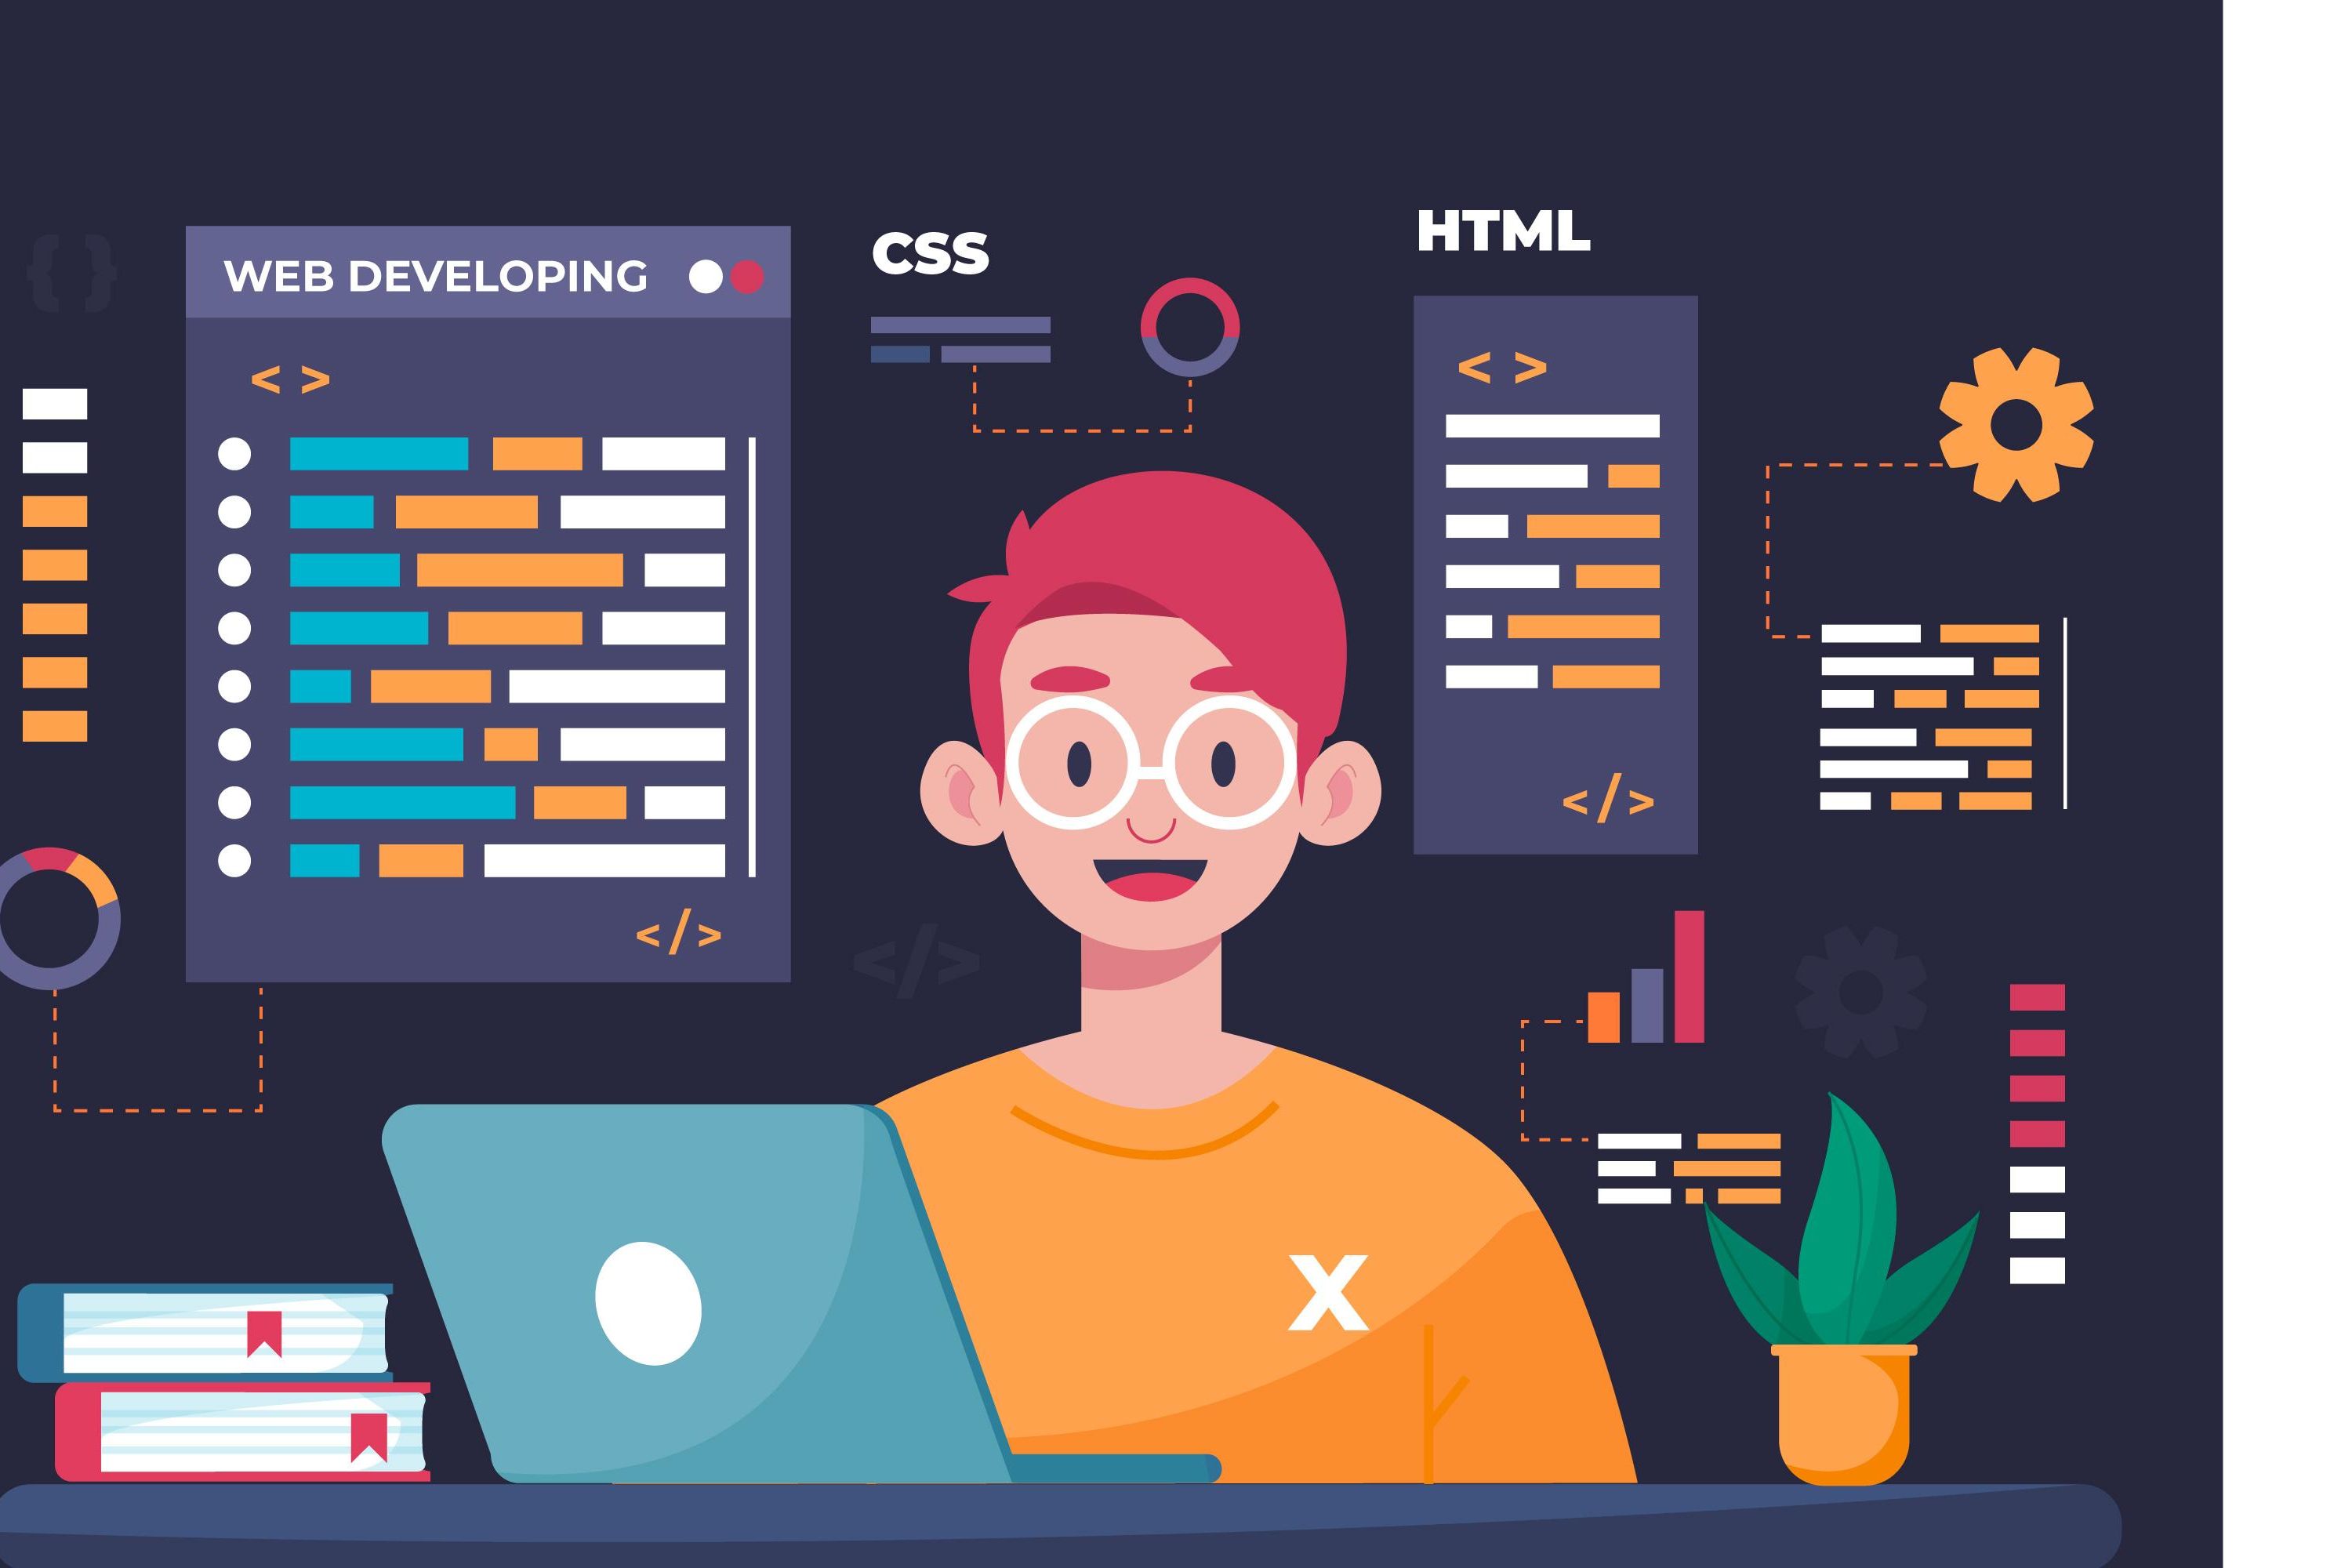 HTML
CSS
WEB DEVELOPING
{ }
< >
< >
</>
</>
</>
X